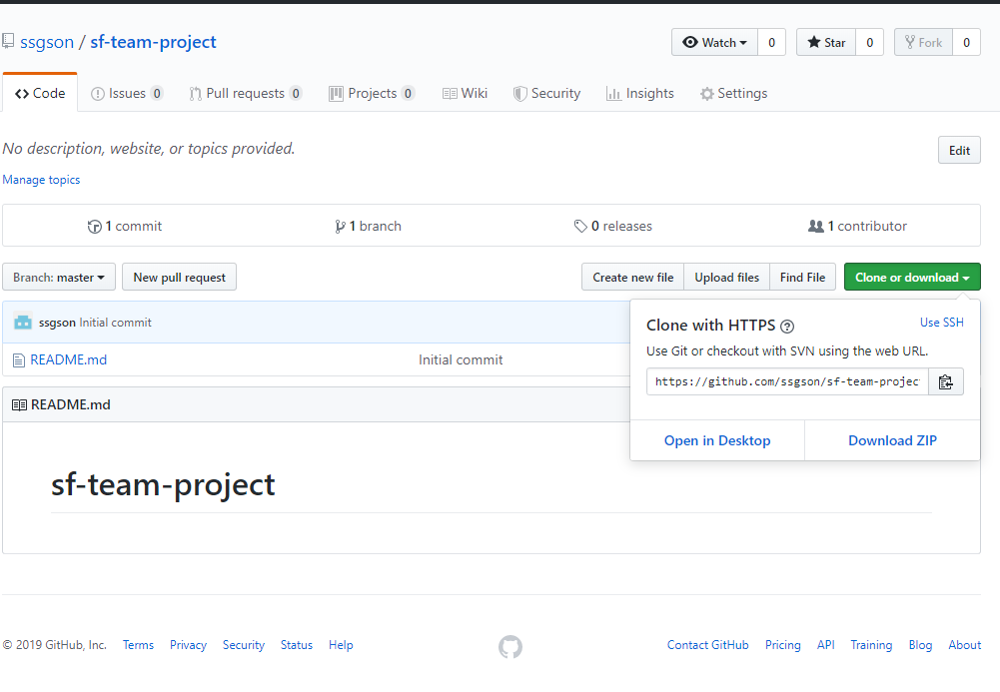 ssgson / sf-team-project
Watch 0 Star 0 Fork 0
Code Issues 0 Pull requests 0 Projects 0 Wiki Security Insights Settings
No description, website, or topics provided.
Edit
Manage topics
1 commit 1 branch 0 releases 1 contributor
Branch: master New pull request Create new file Upload files Find File Clone or download
ssgson Initial commit
README.md Initial commit
Clone with HTTPS ? Use SSH
Use Git or checkout with SVN using the web URL.
https://github.com/ssgson/sf-team-projec
Open in Desktop Download ZIP
README.md
sf-team-project
© 2019 GitHub, Inc. Terms Privacy Security Status Help Contact GitHub Pricing API Training Blog About